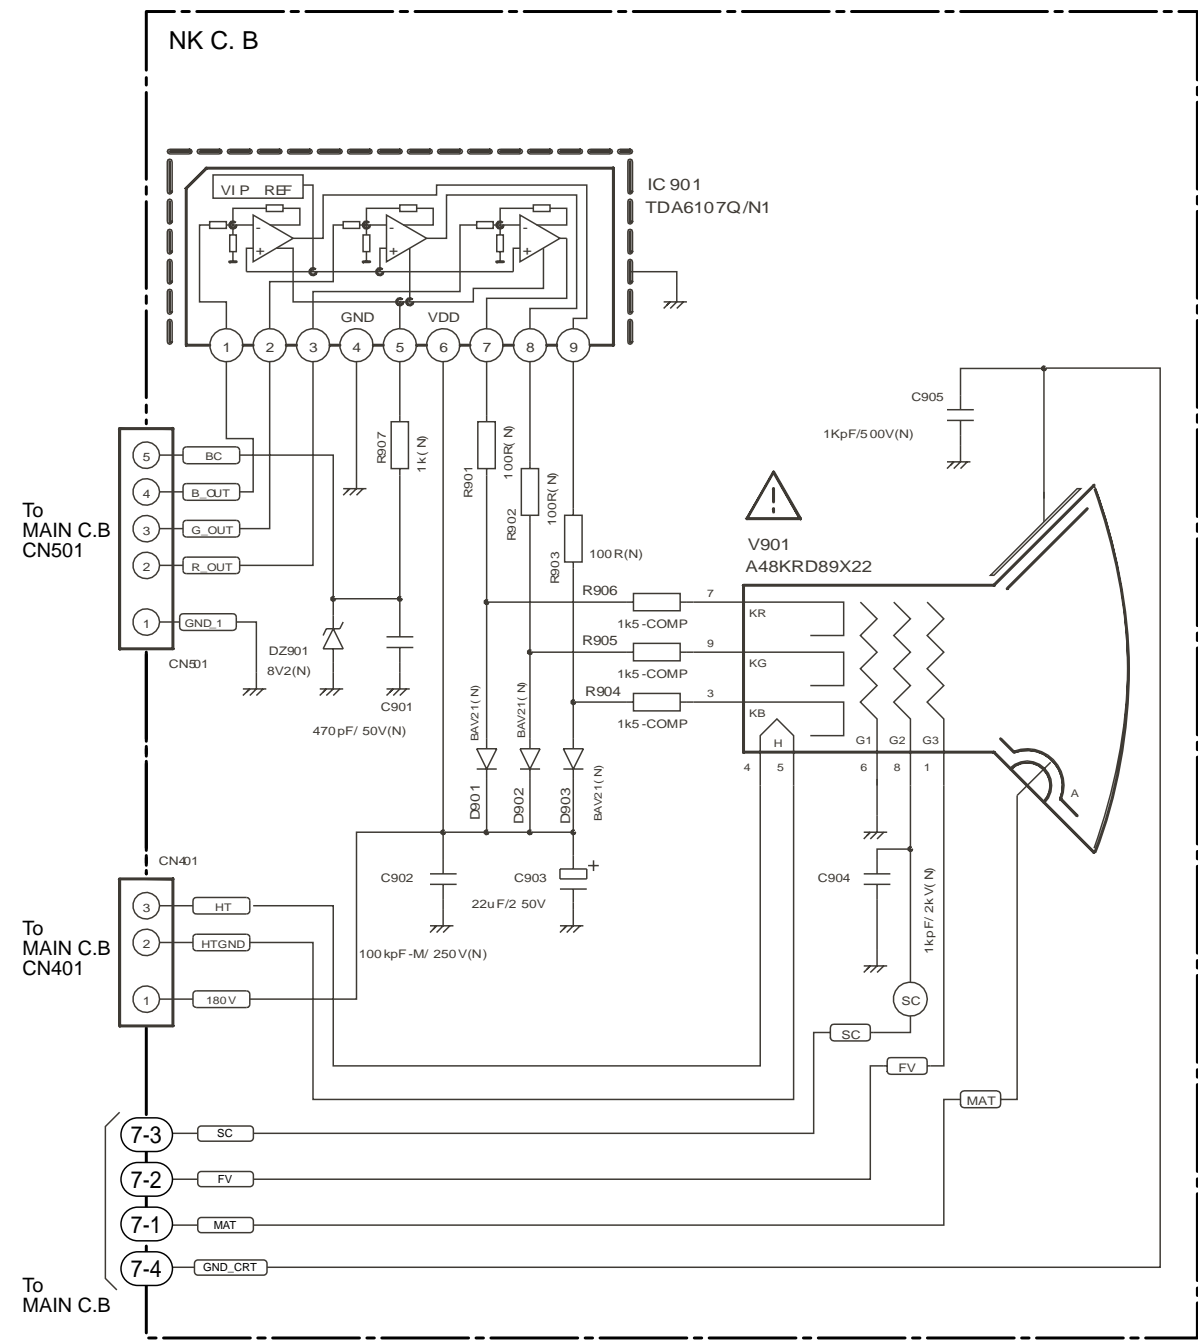 NK C. B
VIP REF
IC 901
TDA6107Q/N1
- - -
+ + +
GND VDD
1 2 3 4 5 6 7 8 9
To
MAIN C.B
CN501
5 BC
4 B_OUT
3 G_OUT
2 R_OUT
1 GND_1
CN501
R907
1k(N)
R901
100R(N)
R902
100R(N)
R903
100R(N)
DZ901
8V2(N)
C901
470pF/50V(N)
C905
1KpF/500V(N)
!
V901
A48KRD89X22
R906
1k5-COMP
7
KR
R905
1k5-COMP
9
KG
R904
1k5-COMP
3
KB
H
G1 G2 G3
4 5 6 8 1
A
BAV21(N)
D901
BAV21(N)
D902
BAV21(N)
D903
C902
100kpF-M/250V(N)
C903
+
22uF/250V
C904
1kpF/2kV(N)
CN401
To
MAIN C.B
CN401
3 HT
2 HTGND
1 180V
SC
SC
FV
MAT
7-3 SC
7-2 FV
7-1 MAT
7-4 GND_CRT
To
MAIN C.B